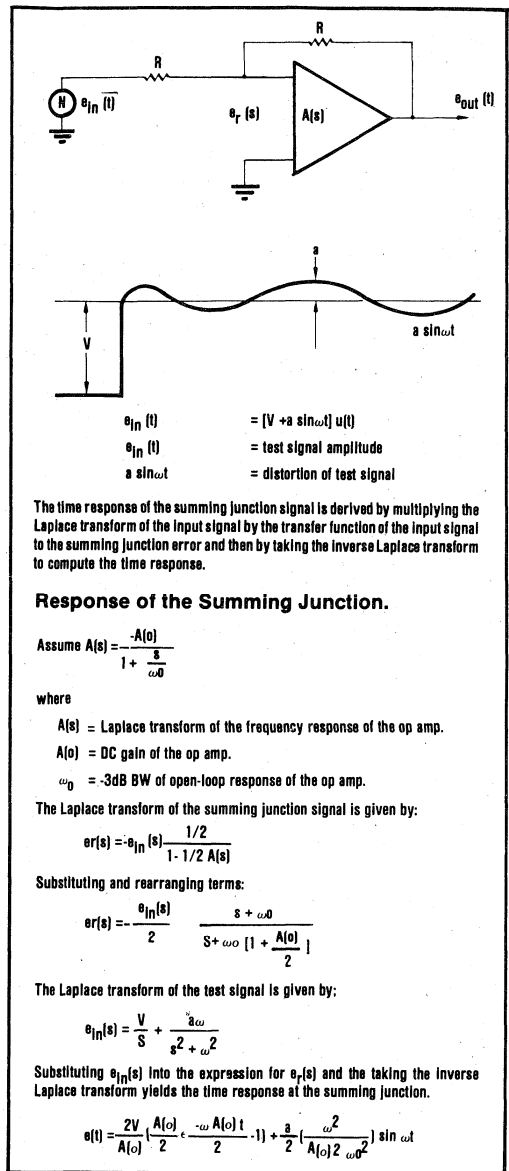 R
R
N
e_in (t)
e_r (s)
A(s)
e_out (t)
a
V
a sinωt
e_in (t) = [V +a sinωt] u(t)
e_in (t) = test signal amplitude
a sinωt = distortion of test signal
The time response of the summing junction signal is derived by multiplying the
Laplace transform of the input signal by the transfer function of the input signal
to the summing junction error and then by taking the inverse Laplace transform
to compute the time response.
Response of the Summing Junction.
Assume A(s) = -A(o) / 1 + s/ω0
where
A(s) = Laplace transform of the frequency response of the op amp.
A(o) = DC gain of the op amp.
ω_o = -3dB BW of open-loop response of the op amp.
The Laplace transform of the summing junction signal is given by:
er(s) = -e_in (s) 1/2 / 1- 1/2 A(s)
Substituting and rearranging terms:
er(s) = - e_in(s) / 2 s + ω0 / S+ ωo [1 + A(o) / 2 ]
The Laplace transform of the test signal is given by;
e_in(s) = V/S + aω / s² + ω²
Substituting e_in(s) into the expression for e_r(s) and the taking the inverse
Laplace transform yields the time response at the summing junction.
e(t) = 2V/A(o) (A(o)/2 ϵ -ω A(o) t / 2 -1) + a/2 (ω² / A(o)2 ω0²) sin ωt